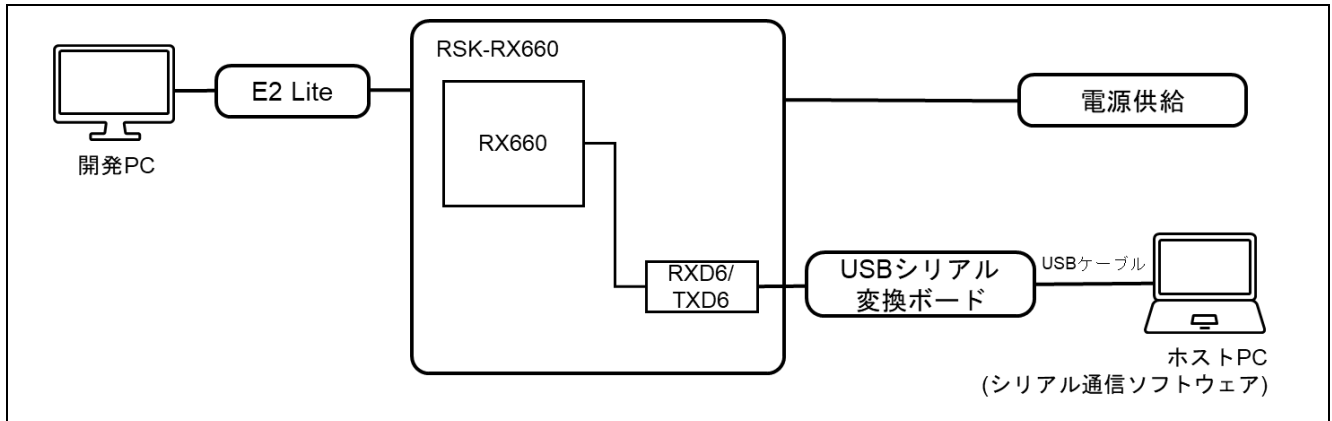 RSK-RX660
E2 Lite
開発PC
RX660
電源供給
RXD6/
TXD6
USBシリアル
変換ボード
USBケーブル
ホストPC
(シリアル通信ソフトウェア)